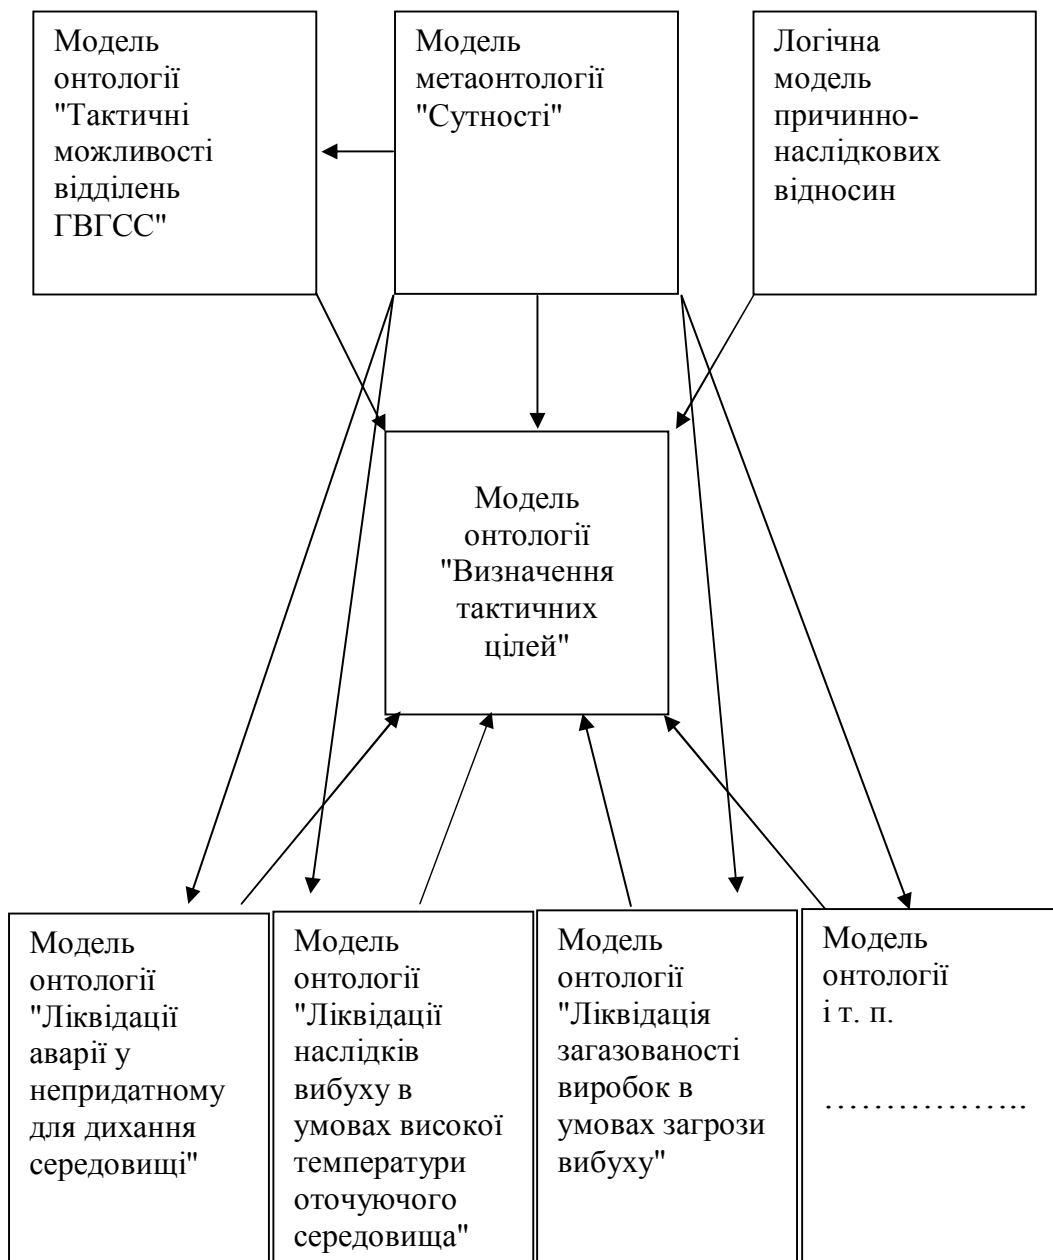 Модель
онтології
"Тактичні
можливості
відділень
ГВГСС"
Модель
метаонтології
"Сутності"
Логічна
модель
причинно-
наслідкових
відносин
Модель
онтології
"Визначення
тактичних
цілей"
Модель
онтології
"Ліквідації
аварії у
непридатному
для дихання
середовищі"
Модель
онтології
"Ліквідації
наслідків
вибуху в
умовах високої
температури
оточуючого
середовища"
Модель
онтології
"Ліквідація
загазованості
виробок в
умовах загрози
вибуху"
Модель
онтології
і т. п.
……………..